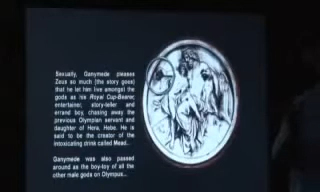 Sexually, Ganymede pleases
Zeus so much (the story goes)
that he let him live amongst the
gods as his Royal Cup-Bearer,
entertainer, story-teller and
errand boy, chasing away the
previous Olympian servant and
daughter of Hera, Hebe. He is
said to be the creator of the
intoxicating drink called Mead..
Ganymede was also passed
around as the boy-toy of all the
other male gods on Olympus...